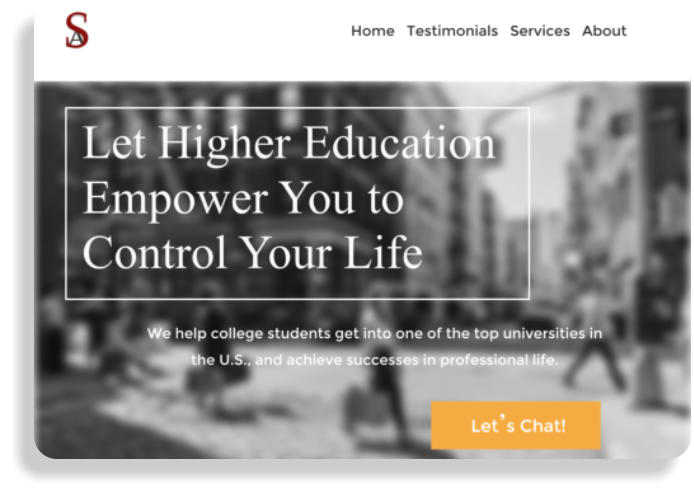 SA
Home Testimonials Services About
Let Higher Education
Empower You to
Control Your Life
We help college students get into one of the top universities in
the U.S., and achieve successes in professional life.
Let’s Chat!